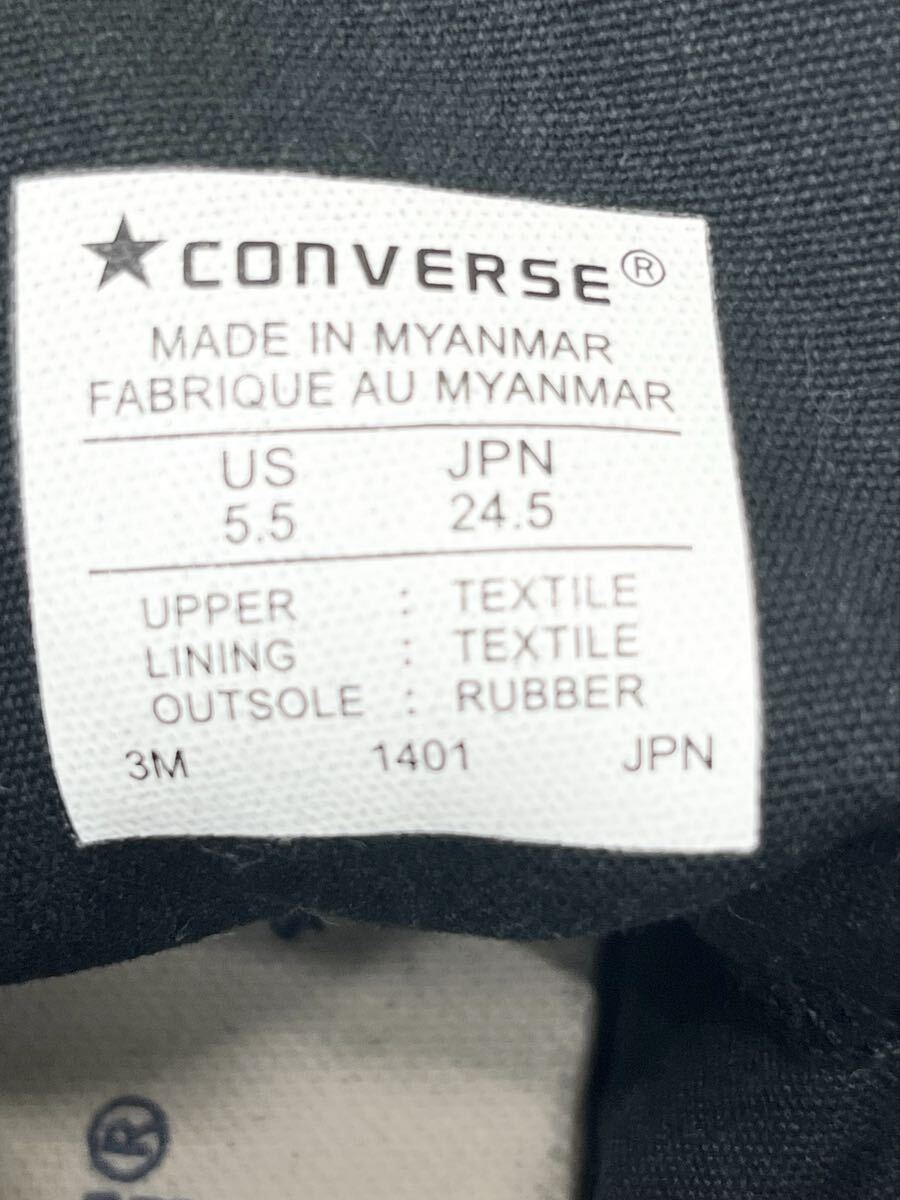 ★CONVERSE®
MADE IN MYANMAR
FABRIQUE AU MYANMAR
US JPN
5.5 24.5
UPPER : TEXTILE
LINING : TEXTILE
OUTSOLE : RUBBER
3M 1401 JPN
®